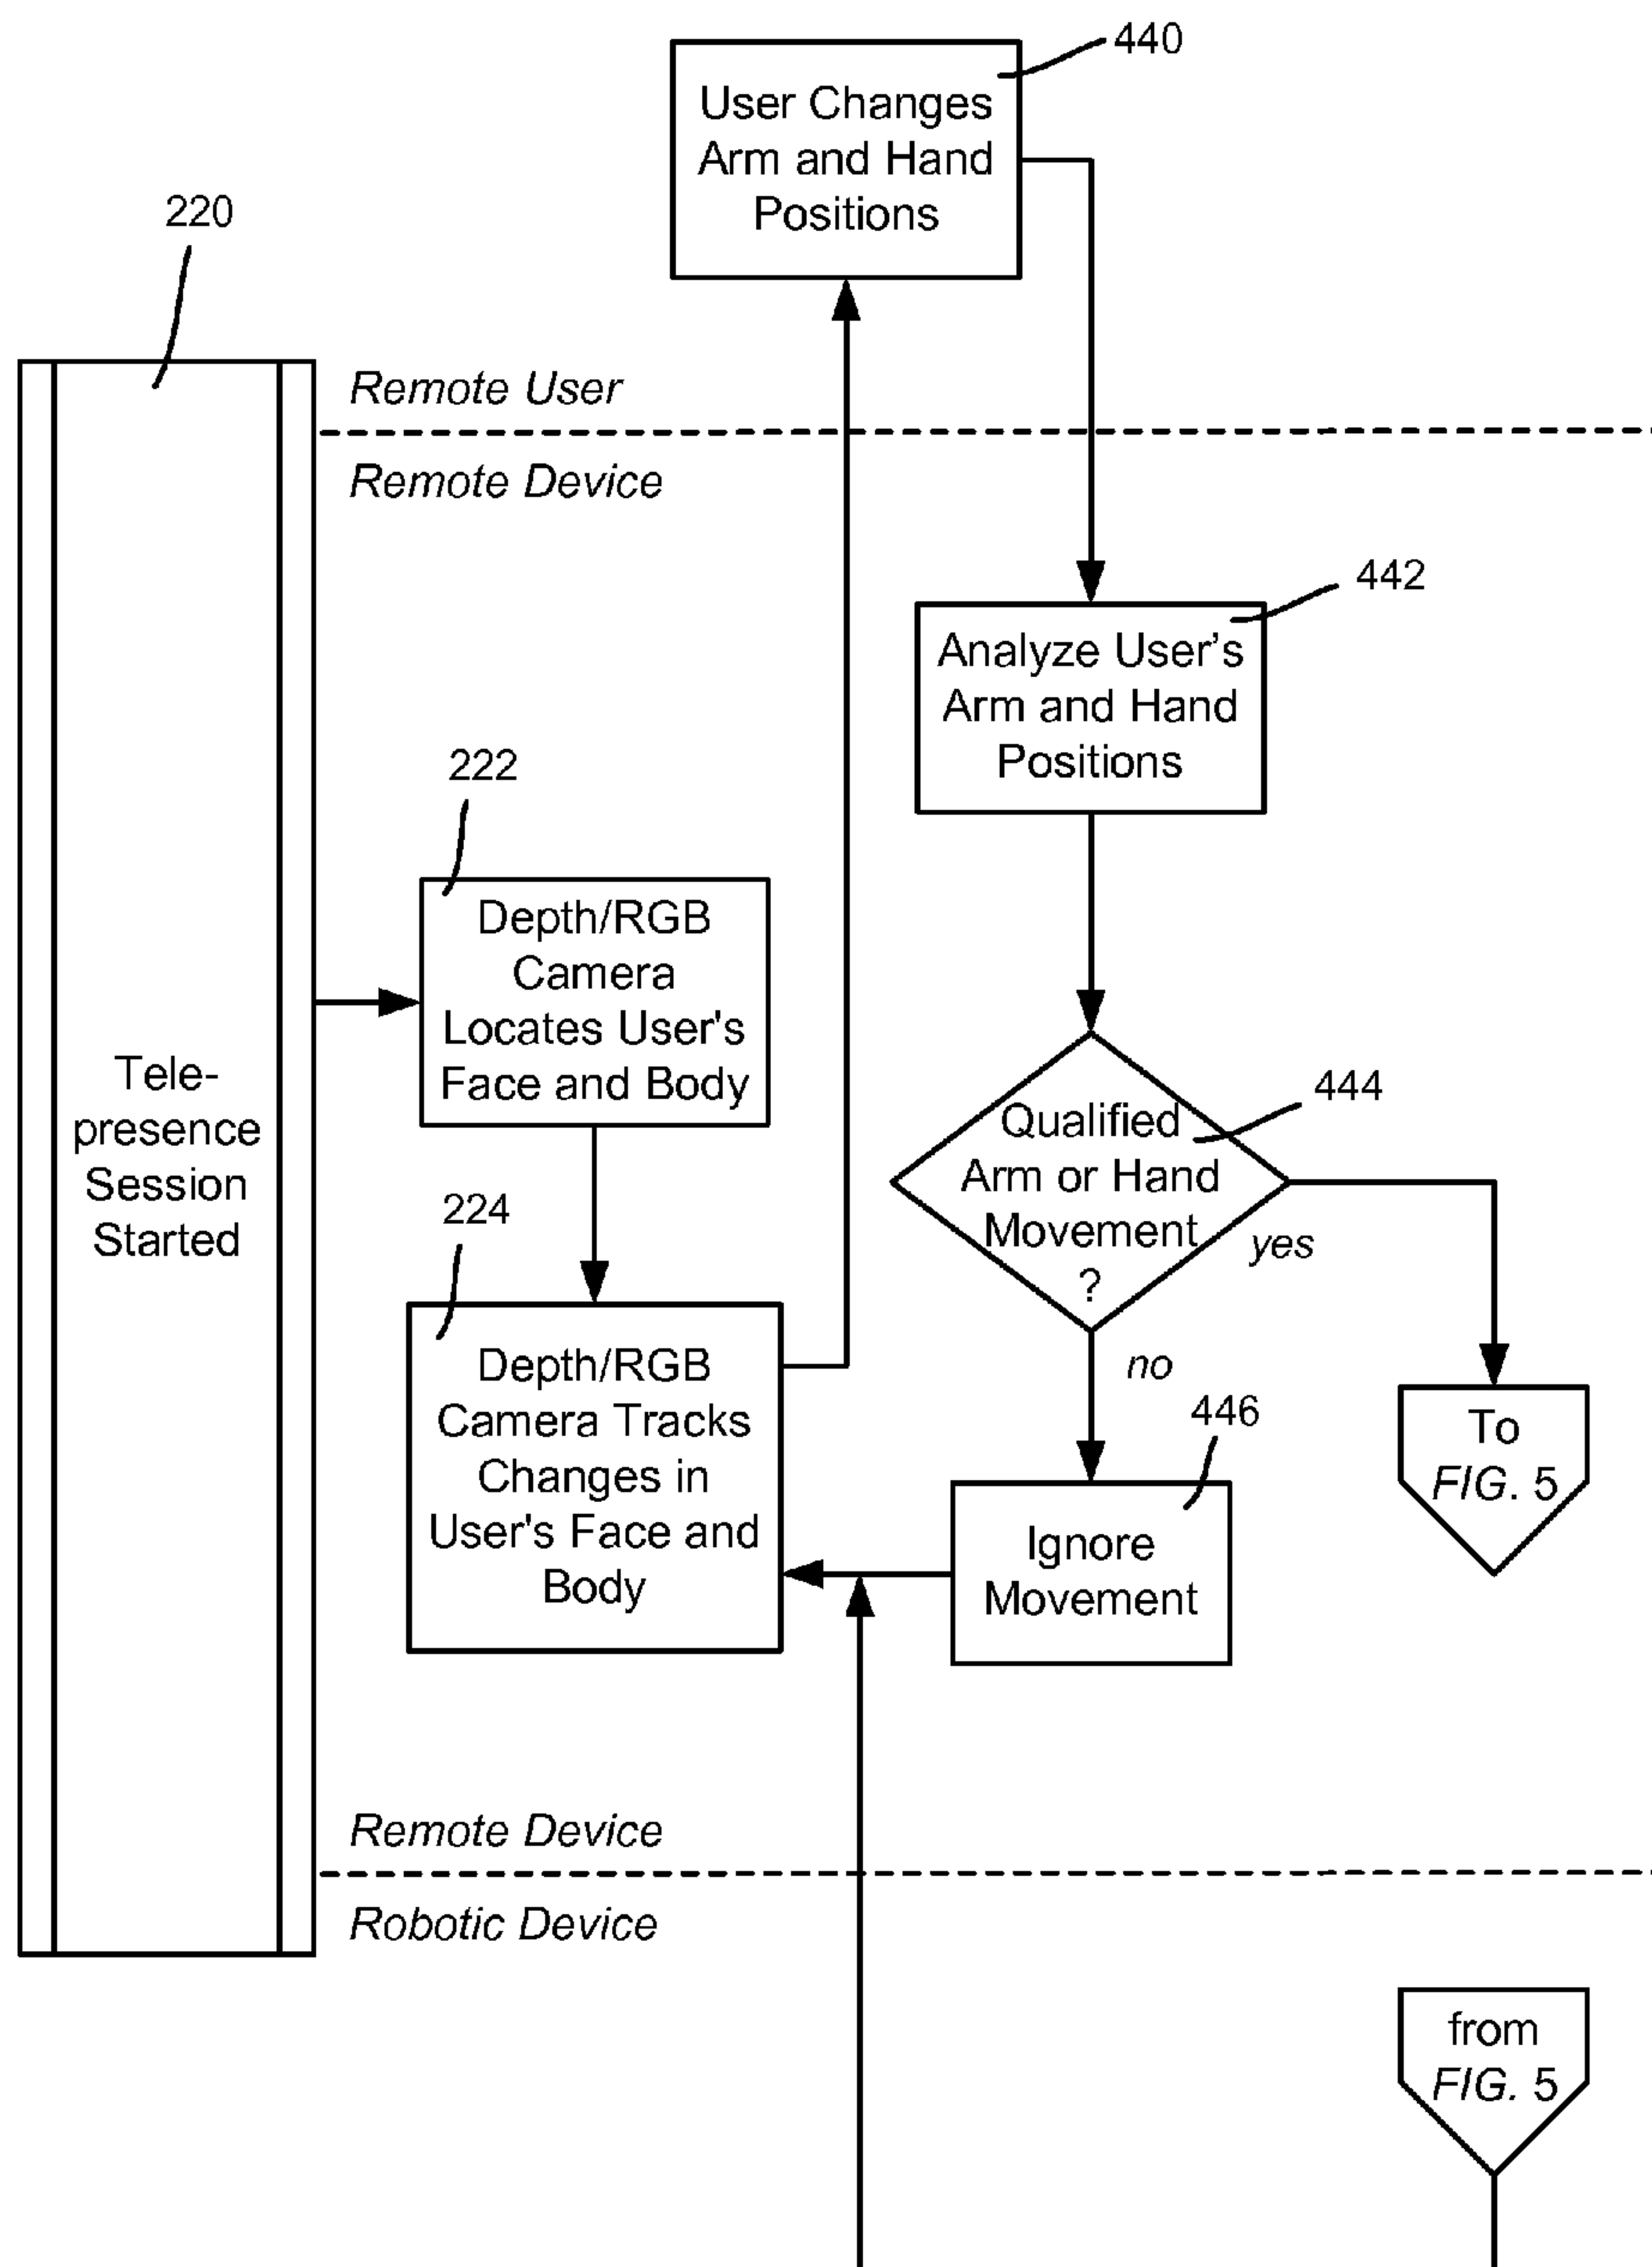 440
User Changes
Arm and Hand
Positions
220
Remote User
Remote Device
442
Analyze User's
Arm and Hand
Positions
222
Depth/RGB
Camera
Locates User's
Face and Body
Tele-
presence
Session
Started
444
Qualified
Arm or Hand
Movement
?
yes
no
224
Depth/RGB
Camera Tracks
Changes in
User's Face and
Body
446
Ignore
Movement
To
FIG. 5
Remote Device
Robotic Device
from
FIG. 5